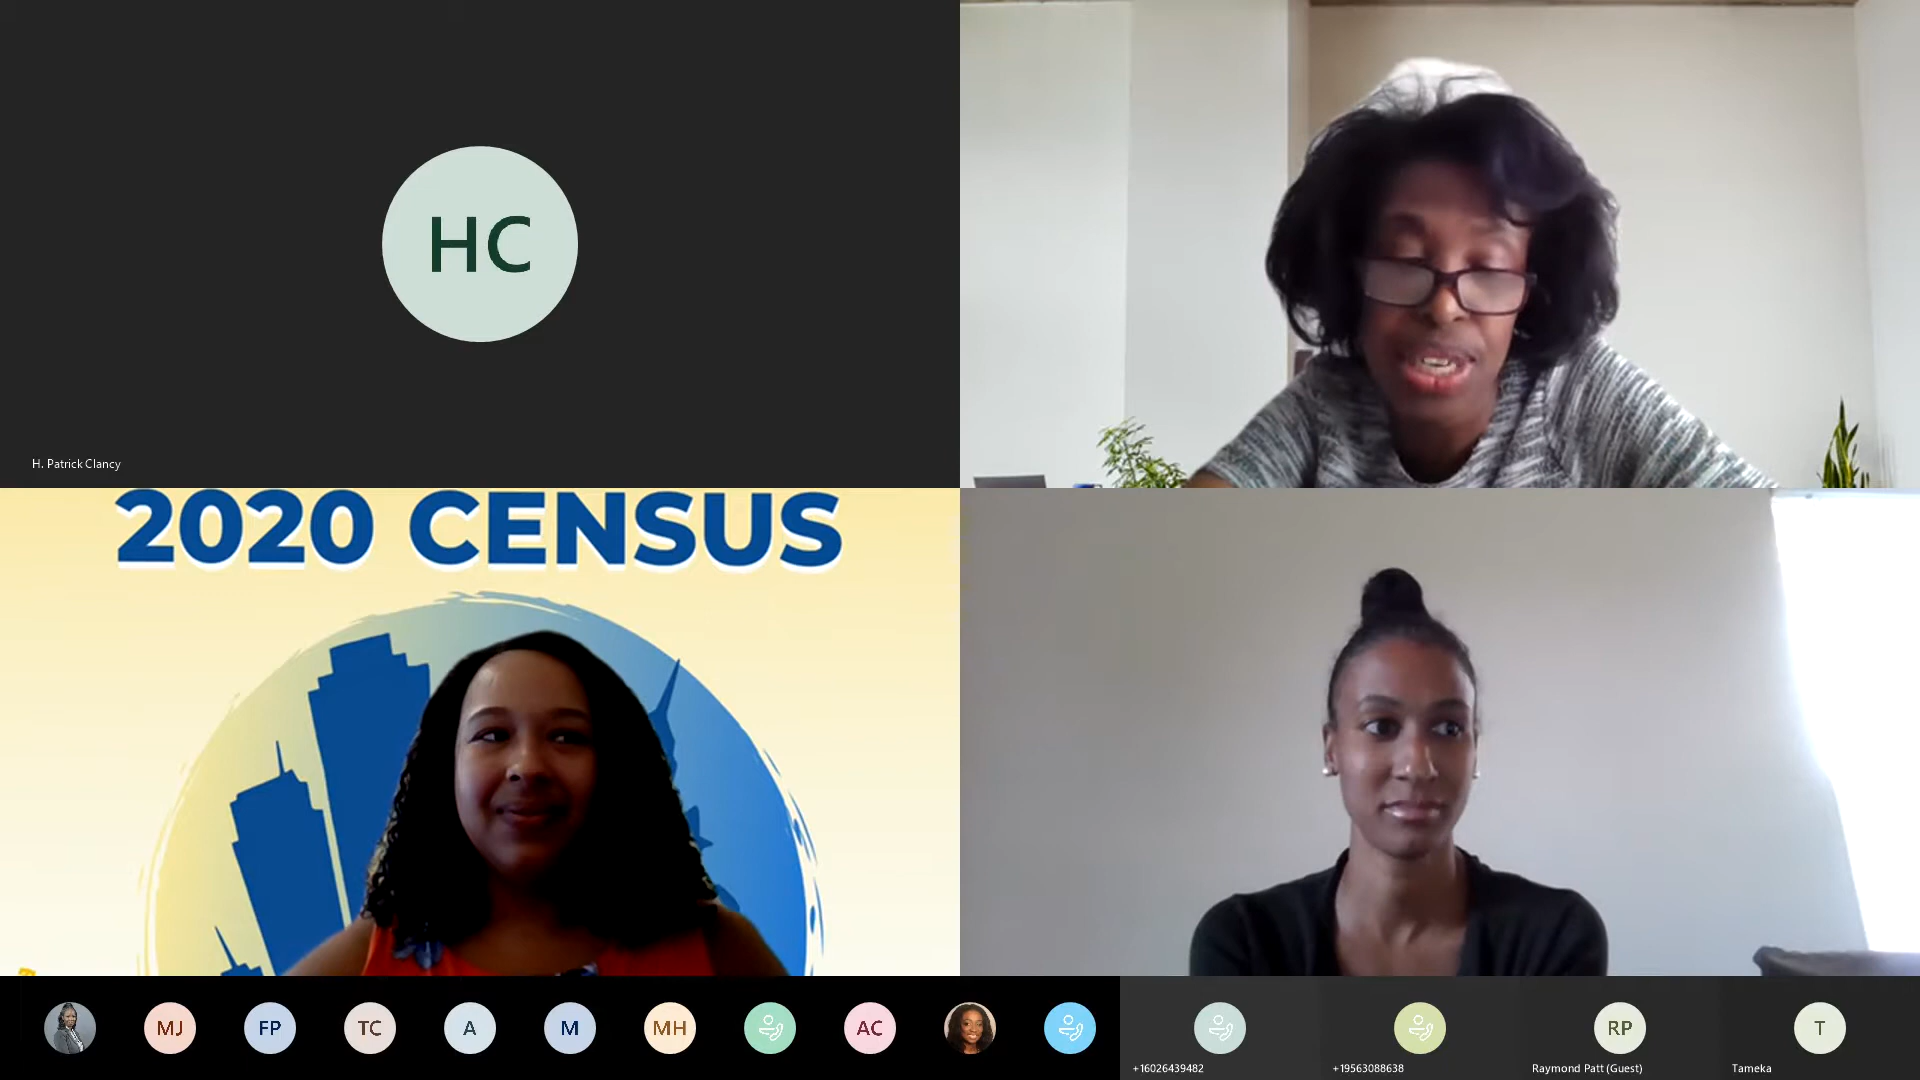 HC
H. Patrick Clancy
2020 CENSUS
MJ
FP
TC
A
M
MH
AC
RP
T
+16026439482
+19563088638
Raymond Patt (Guest)
Tameka